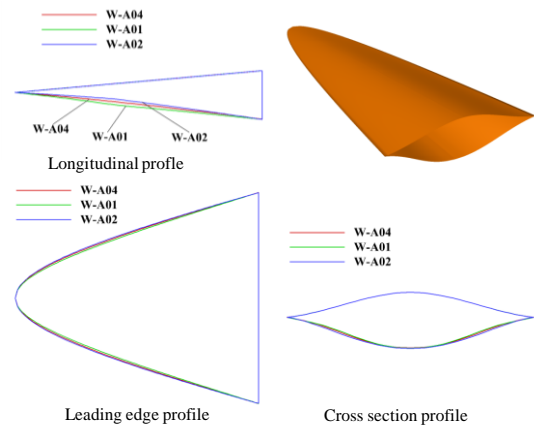 W-A04
W-A01
W-A02
W-A04
W-A01
W-A02
Longitudinal profle
W-A04
W-A01
W-A02
Leading edge profile
W-A04
W-A01
W-A02
Cross section profile